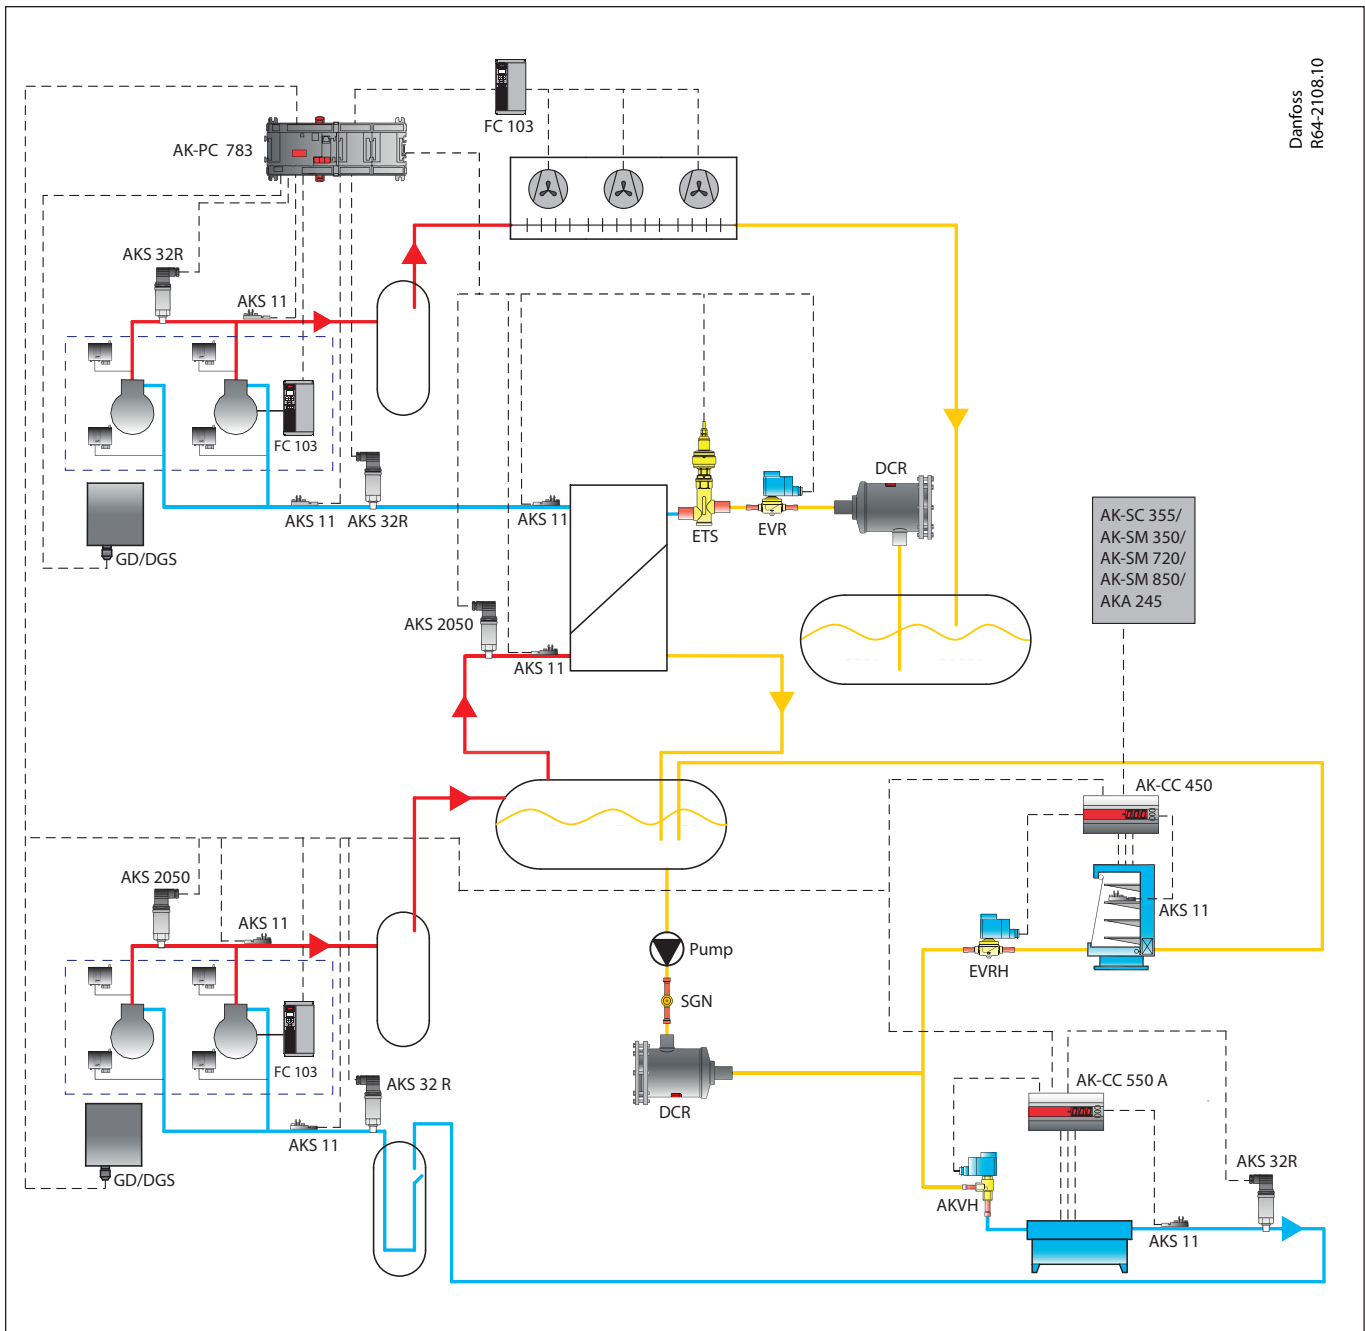 Danfoss
R64-2108.10
FC 103
AK-PC 783
AKS 32R
AKS 11
FC 103
AKS 11
AKS 32R
GD/DGS
AKS 11
ETS
EVR
DCR
AK-SC 355/
AK-SM 350/
AK-SM 720/
AK-SM 850/
AKA 245
AKS 2050
AKS 11
AK-CC 450
AKS 11
EVRH
AKS 2050
AKS 11
Pump
SGN
DCR
FC 103
AKS 32 R
AKS 11
GD/DGS
AK-CC 550 A
AKVH
AKS 32R
AKS 11